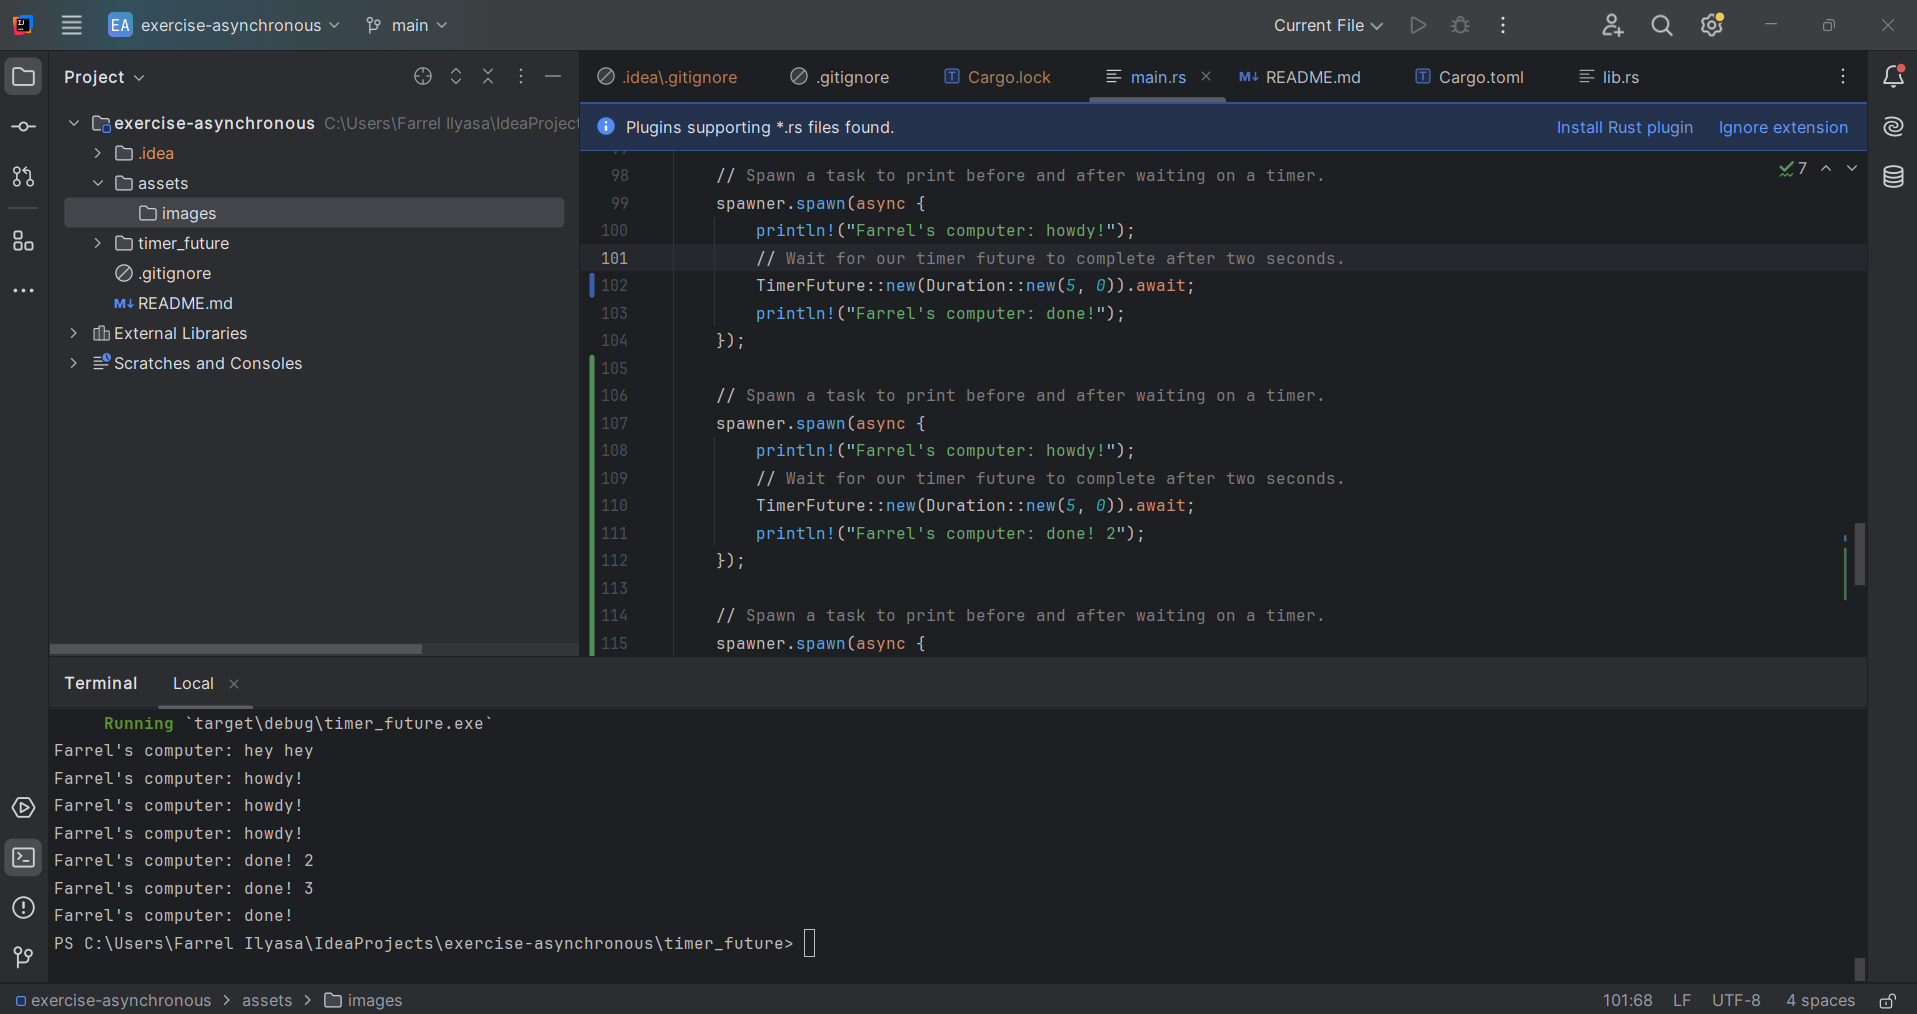 EA exercise-asynchronous main Current File
Project
exercise-asynchronous C:\Users\Farrel Ilyasa\IdeaProject
.idea
assets
images
timer_future
.gitignore
M↓ README.md
External Libraries
Scratches and Consoles
.idea\.gitignore .gitignore Cargo.lock main.rs M↓ README.md Cargo.toml lib.rs
Plugins supporting *.rs files found. Install Rust plugin Ignore extension
7
98 // Spawn a task to print before and after waiting on a timer.
99 spawner.spawn(async {
100 println!("Farrel's computer: howdy!");
101 // Wait for our timer future to complete after two seconds.
102 TimerFuture::new(Duration::new(5, 0)).await;
103 println!("Farrel's computer: done!");
104 });
105
106 // Spawn a task to print before and after waiting on a timer.
107 spawner.spawn(async {
108 println!("Farrel's computer: howdy!");
109 // Wait for our timer future to complete after two seconds.
110 TimerFuture::new(Duration::new(5, 0)).await;
111 println!("Farrel's computer: done! 2");
112 });
113
114 // Spawn a task to print before and after waiting on a timer.
115 spawner.spawn(async {
Terminal Local
Running `target\debug\timer_future.exe`
Farrel's computer: hey hey
Farrel's computer: howdy!
Farrel's computer: howdy!
Farrel's computer: howdy!
Farrel's computer: done! 2
Farrel's computer: done! 3
Farrel's computer: done!
PS C:\Users\Farrel Ilyasa\IdeaProjects\exercise-asynchronous\timer_future>
exercise-asynchronous > assets > images 101:68 LF UTF-8 4 spaces